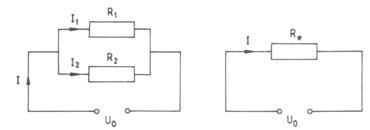 I₁ R₁
I₂ R₂
I
U₀
I Rₑ
U₀